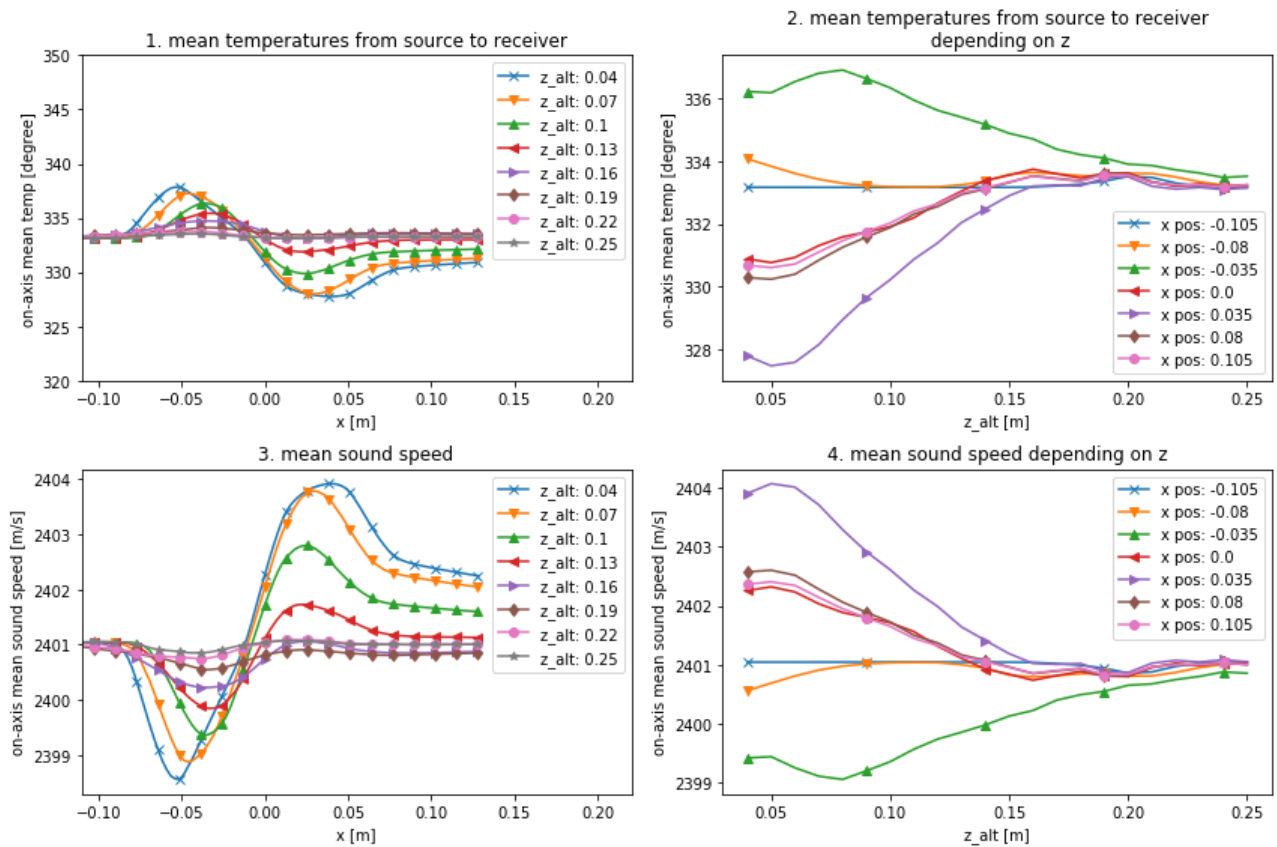 1. mean temperatures from source to receiver
350
345
340
335
330
325
320
on-axis mean temp [degree]
−0.10
−0.05
0.00
0.05
0.10
0.15
0.20
x [m]
z_alt: 0.04
z_alt: 0.07
z_alt: 0.1
z_alt: 0.13
z_alt: 0.16
z_alt: 0.19
z_alt: 0.22
z_alt: 0.25
2. mean temperatures from source to receiver
depending on z
336
334
332
330
328
on-axis mean temp [degree]
0.05
0.10
0.15
0.20
0.25
z_alt [m]
x pos: -0.105
x pos: -0.08
x pos: -0.035
x pos: 0.0
x pos: 0.035
x pos: 0.08
x pos: 0.105
3. mean sound speed
2404
2403
2402
2401
2400
2399
on-axis mean sound speed [m/s]
−0.10
−0.05
0.00
0.05
0.10
0.15
0.20
x [m]
z_alt: 0.04
z_alt: 0.07
z_alt: 0.1
z_alt: 0.13
z_alt: 0.16
z_alt: 0.19
z_alt: 0.22
z_alt: 0.25
4. mean sound speed depending on z
2404
2403
2402
2401
2400
2399
on-axis mean sound speed [m/s]
0.05
0.10
0.15
0.20
0.25
z_alt [m]
x pos: -0.105
x pos: -0.08
x pos: -0.035
x pos: 0.0
x pos: 0.035
x pos: 0.08
x pos: 0.105